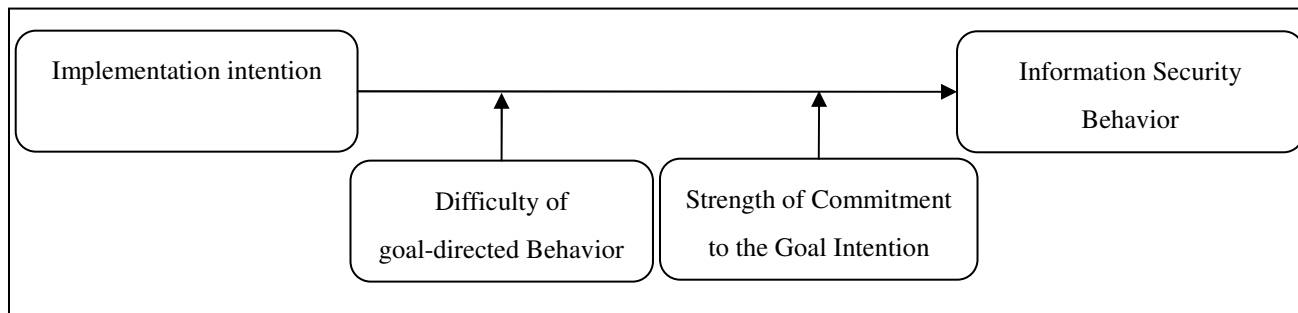 Implementation intention
Information Security
Behavior
Difficulty of
goal-directed Behavior
Strength of Commitment
to the Goal Intention